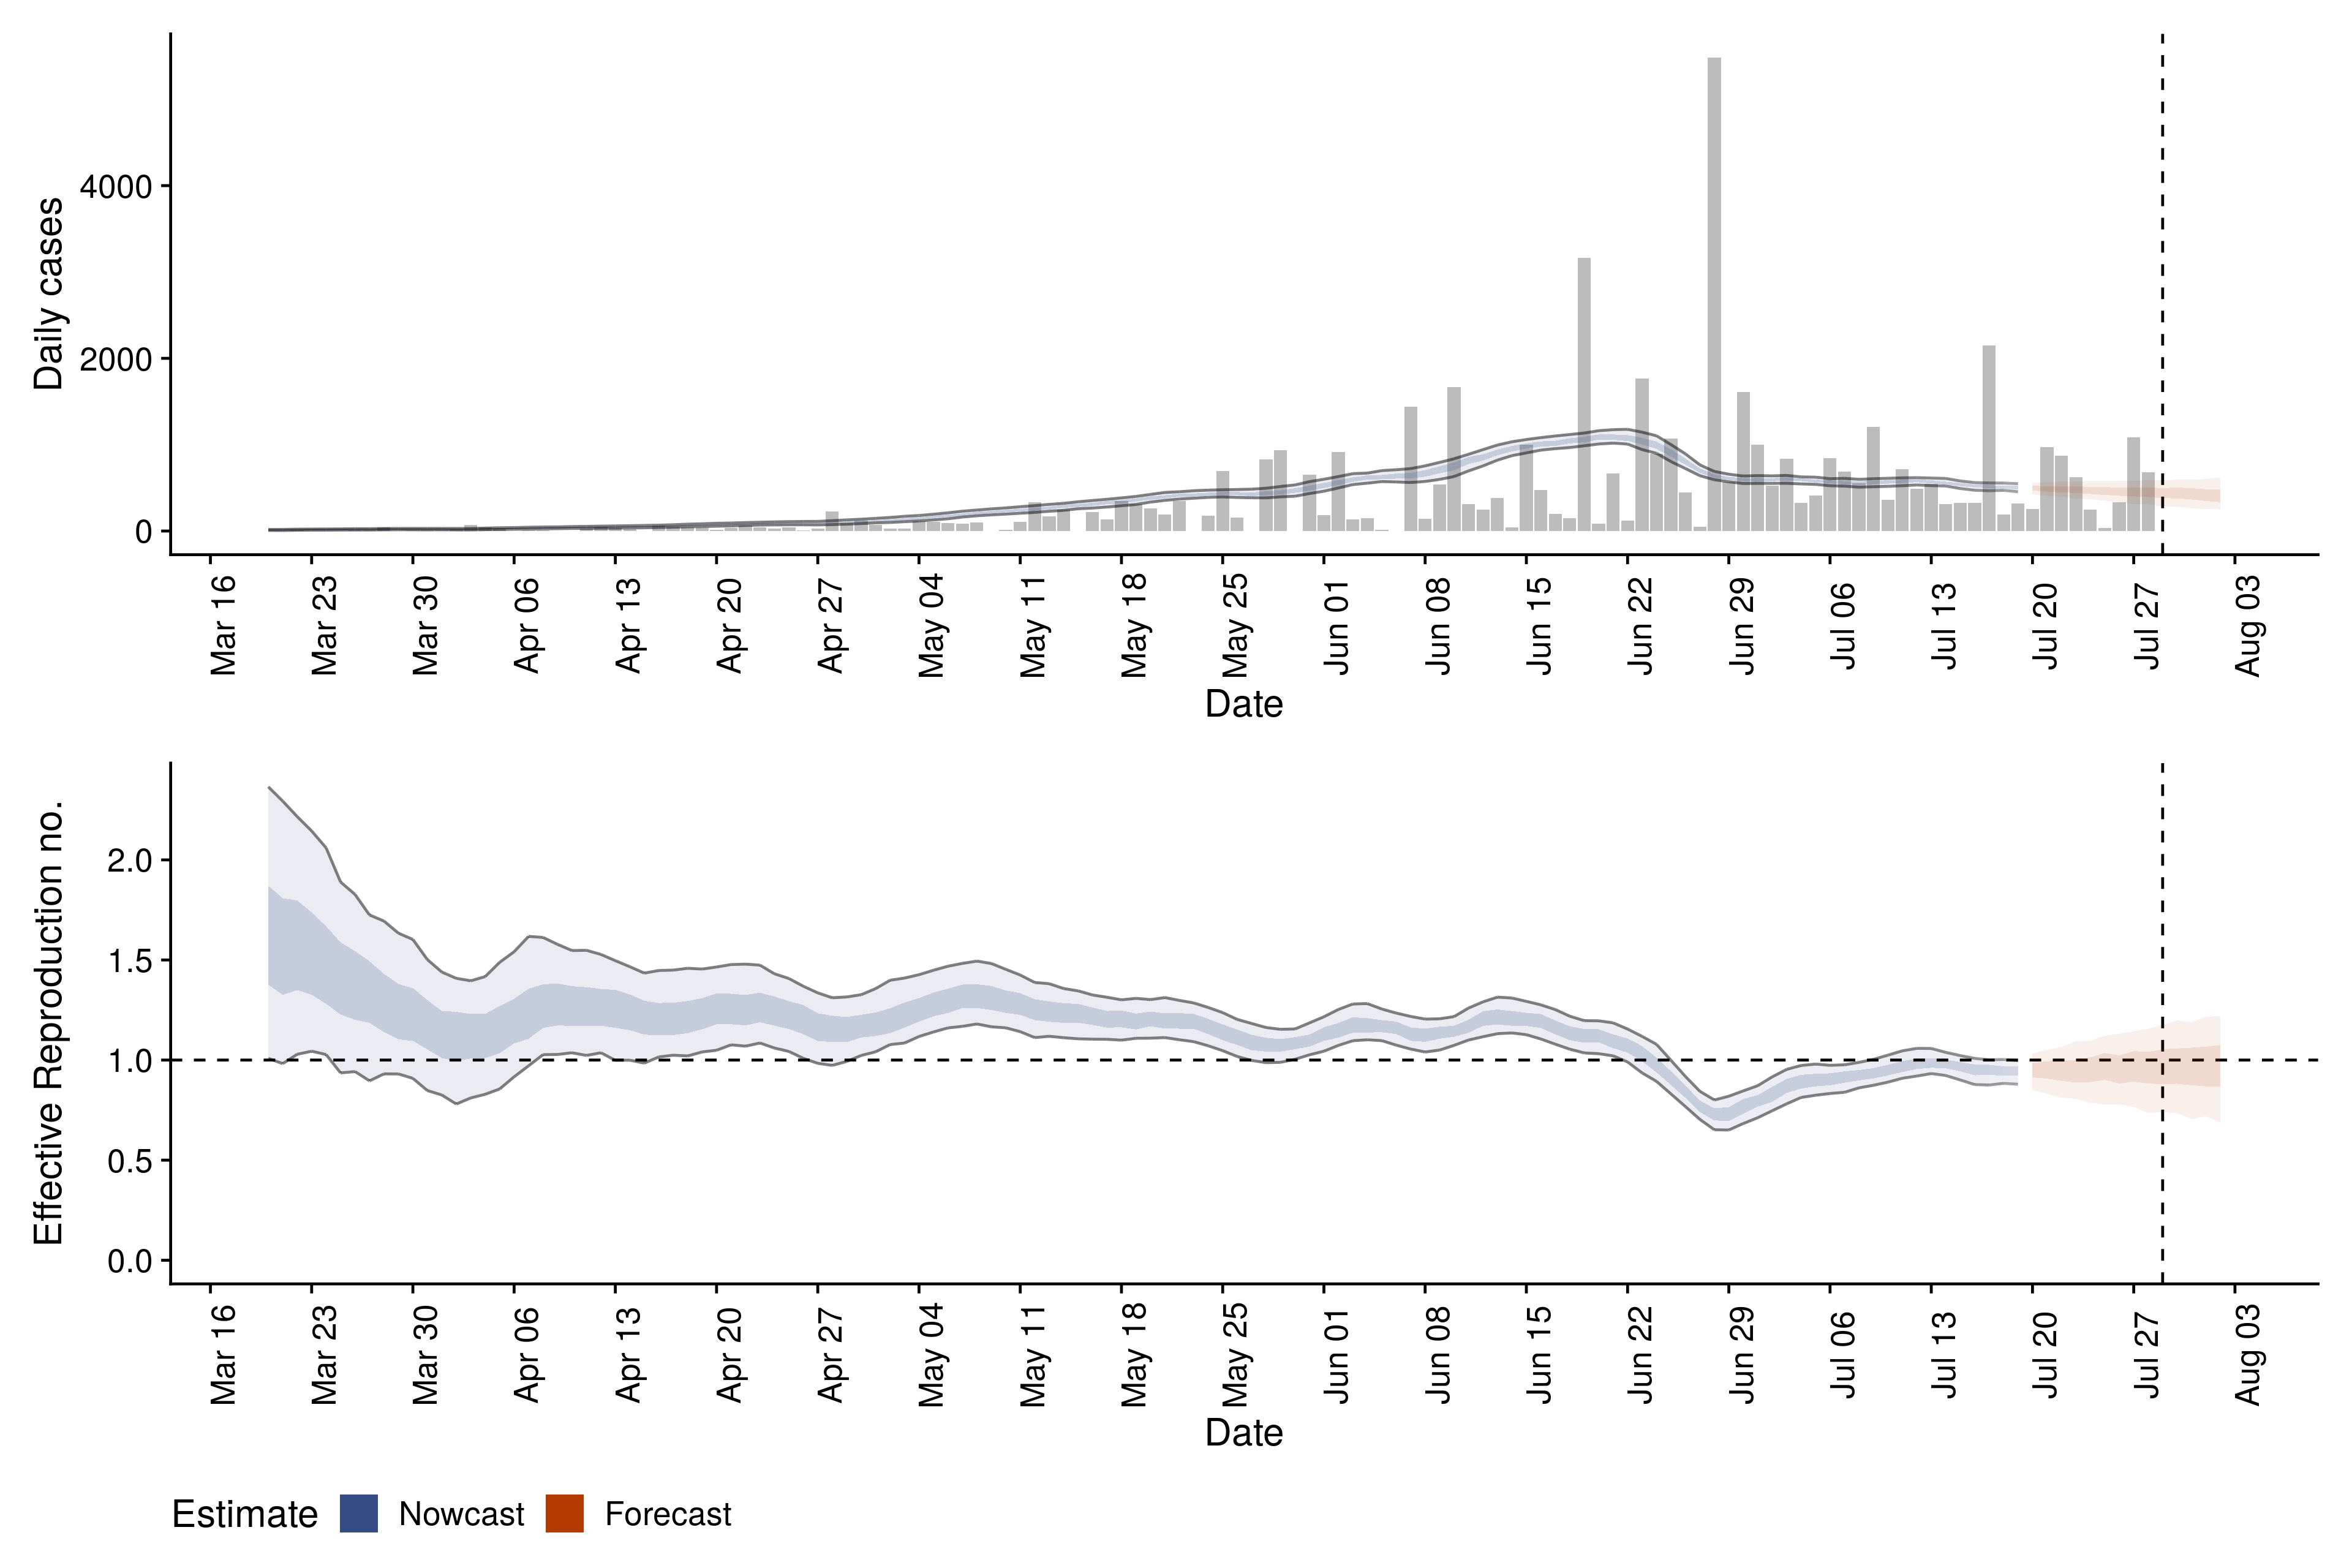 Daily cases
4000
2000
0
Mar 16 Mar 23 Mar 30 Apr 06 Apr 13 Apr 20 Apr 27 May 04 May 11 May 18 May 25 Jun 01 Jun 08 Jun 15 Jun 22 Jun 29 Jul 06 Jul 13 Jul 20 Jul 27 Aug 03
Date
Effective Reproduction no.
2.0
1.5
1.0
0.5
0.0
Mar 16 Mar 23 Mar 30 Apr 06 Apr 13 Apr 20 Apr 27 May 04 May 11 May 18 May 25 Jun 01 Jun 08 Jun 15 Jun 22 Jun 29 Jul 06 Jul 13 Jul 20 Jul 27 Aug 03
Date
Estimate Nowcast Forecast